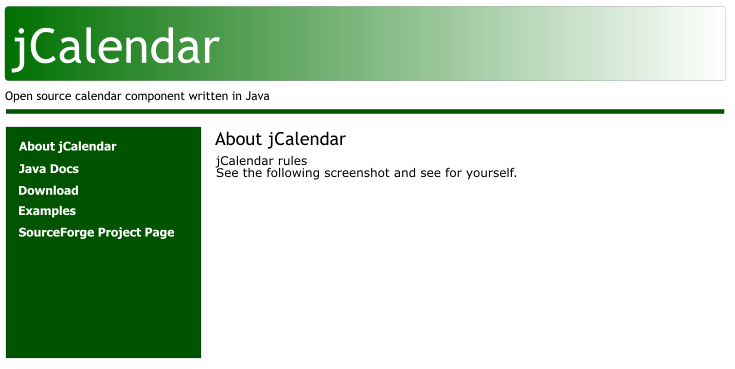 jCalendar
Open source calendar component written in Java
About jCalendar
Java Docs
Download
Examples
SourceForge Project Page
About jCalendar
jCalendar rules
See the following screenshot and see for yourself.